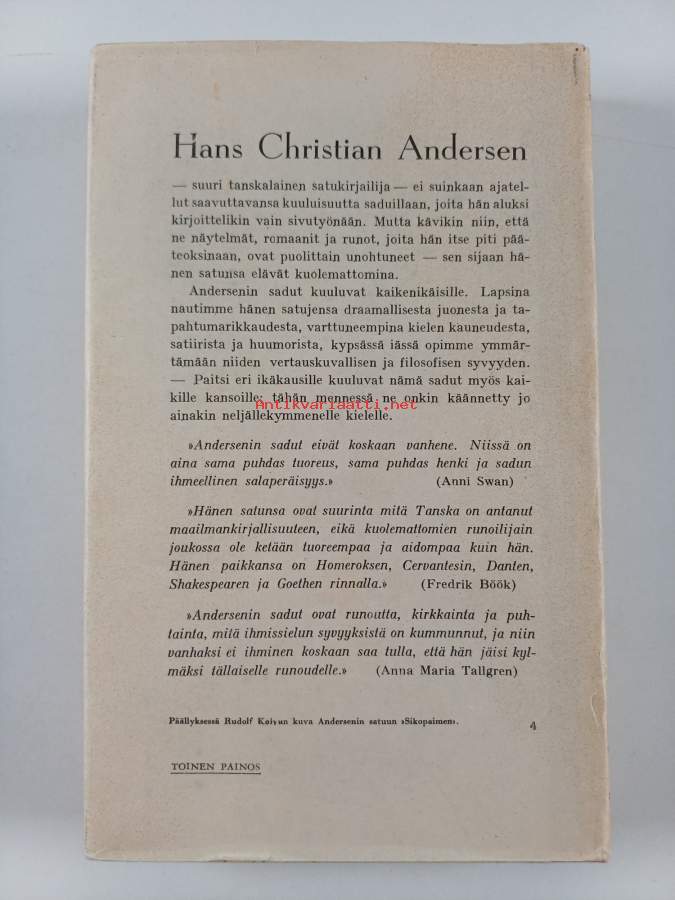 Hans Christian Andersen
— suuri tanskalainen satukirjailija — ei suinkaan ajatel-
lut saavuttavansa kuuluisuutta saduillaan, joita hän aluksi
kirjoittelikin vain sivutyönään. Mutta kävikin niin, että
ne näytelmät, romaanit ja runot, joita hän itse piti pää-
teoksinaan, ovat puolittain unohtuneet — sen sijaan hä-
nen satunsa elävät kuolemattomina.
Andersenin sadut kuuluvat kaikenikäisille. Lapsina
nautimme hänen satujensa draamallisesta juonesta ja ta-
pahtumarikkaudesta, varttuneempina kielen kauneudesta,
satiirista ja huumorista, kypsässä iässä opimme ymmär-
tämään niiden vertauskuvallisen ja filosofisen syvyyden.
— Paitsi eri ikäkausille kuuluvat nämä sadut myös kai-
kille kansoille; tähän mennessä ne onkin käännetty jo
Antikvariaatti.net
ainakin neljällekymmenelle kielelle.
»Andersenin sadut eivät koskaan vanhene. Niissä on
aina sama puhdas tuoreus, sama puhdas henki ja sadun
ihmeellinen salaperäisyys.» (Anni Swan)
»Hänen satunsa ovat suurinta mitä Tanska on antanut
maailmankirjallisuuteen, eikä kuolemattomien runoilijain
joukossa ole ketään tuoreempaa ja aidompaa kuin hän.
Hänen paikkansa on Homeroksen, Cervantesin, Danten,
Shakespearen ja Goethen rinnalla.» (Fredrik Böök)
»Andersenin sadut ovat runoutta, kirkkainta ja puh-
tainta, mitä ihmissielun syvyyksistä on kummunnut, ja niin
vanhaksi ei ihminen koskaan saa tulla, että hän jäisi kyl-
mäksi tällaiselle runoudelle.» (Anna Maria Tallgren)
Päällyksessä Rudolf Koivun kuva Andersenin satuun »Sikopaimen».
4
TOINEN PAINOS